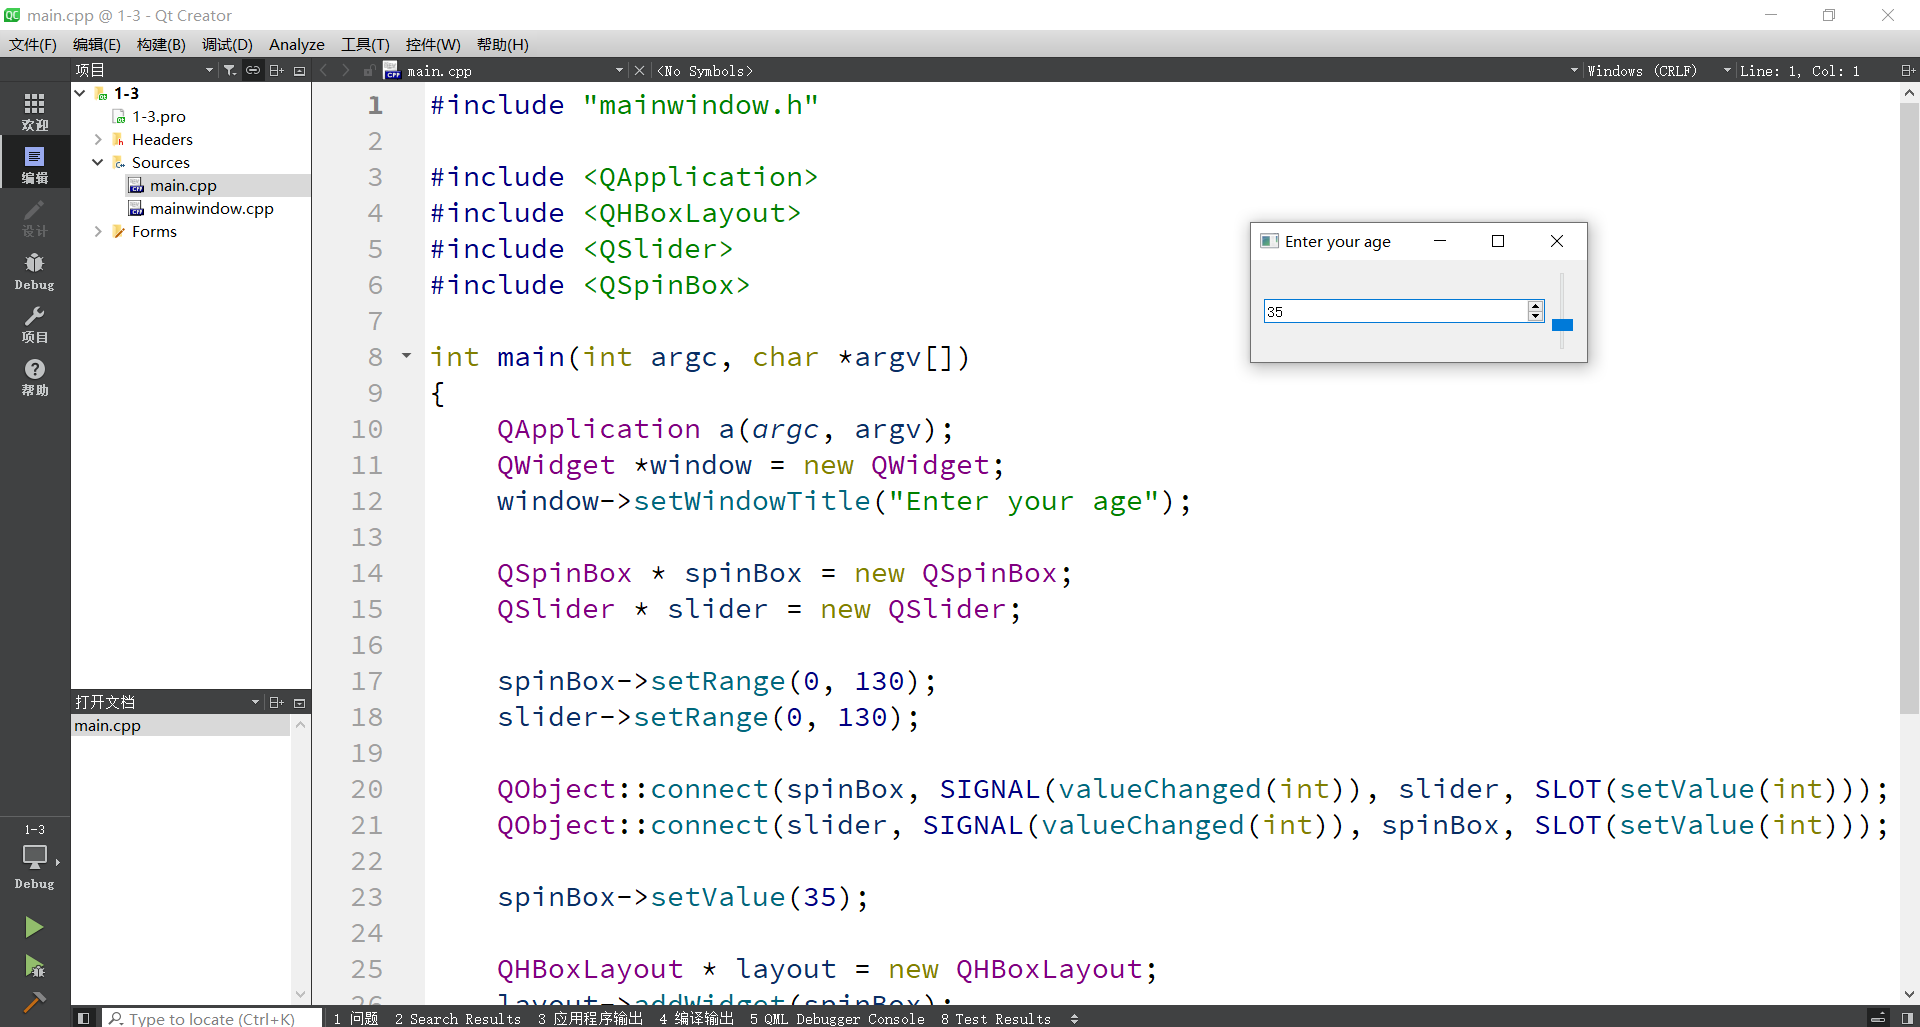 main.cpp @ 1-3 - Qt Creator
文件(F) 编辑(E) 构建(B) 调试(D) Analyze 工具(T) 控件(W) 帮助(H)
项目 main.cpp <No Symbols> Windows (CRLF) Line: 1, Col: 1
欢迎
编辑
设计
Debug
项目
帮助
1-3
Debug
1-3
1-3.pro
Headers
Sources
main.cpp
mainwindow.cpp
Forms
打开文档
main.cpp
1 #include "mainwindow.h"
2
3 #include <QApplication>
4 #include <QHBoxLayout>
5 #include <QSlider>
6 #include <QSpinBox>
7
8 int main(int argc, char *argv[])
9 {
10 QApplication a(argc, argv);
11 QWidget *window = new QWidget;
12 window->setWindowTitle("Enter your age");
13
14 QSpinBox * spinBox = new QSpinBox;
15 QSlider * slider = new QSlider;
16
17 spinBox->setRange(0, 130);
18 slider->setRange(0, 130);
19
20 QObject::connect(spinBox, SIGNAL(valueChanged(int)), slider, SLOT(setValue(int)));
21 QObject::connect(slider, SIGNAL(valueChanged(int)), spinBox, SLOT(setValue(int)));
22
23 spinBox->setValue(35);
24
25 QHBoxLayout * layout = new QHBoxLayout;
26 layout->addWidget(spinBox);
Enter your age
35
Type to locate (Ctrl+K) 1 问题 2 Search Results 3 应用程序输出 4 编译输出 5 QML Debugger Console 8 Test Results